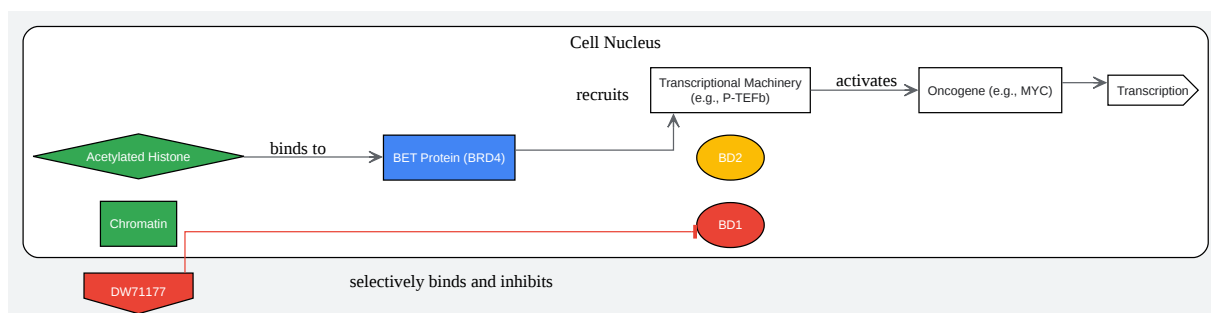 Cell Nucleus
Transcriptional Machinery
(e.g., P-TEFb)
activates
Oncogene (e.g., MYC)
Transcription
recruits
Acetylated Histone
binds to
BET Protein (BRD4)
BD2
Chromatin
BD1
DW71177
selectively binds and inhibits